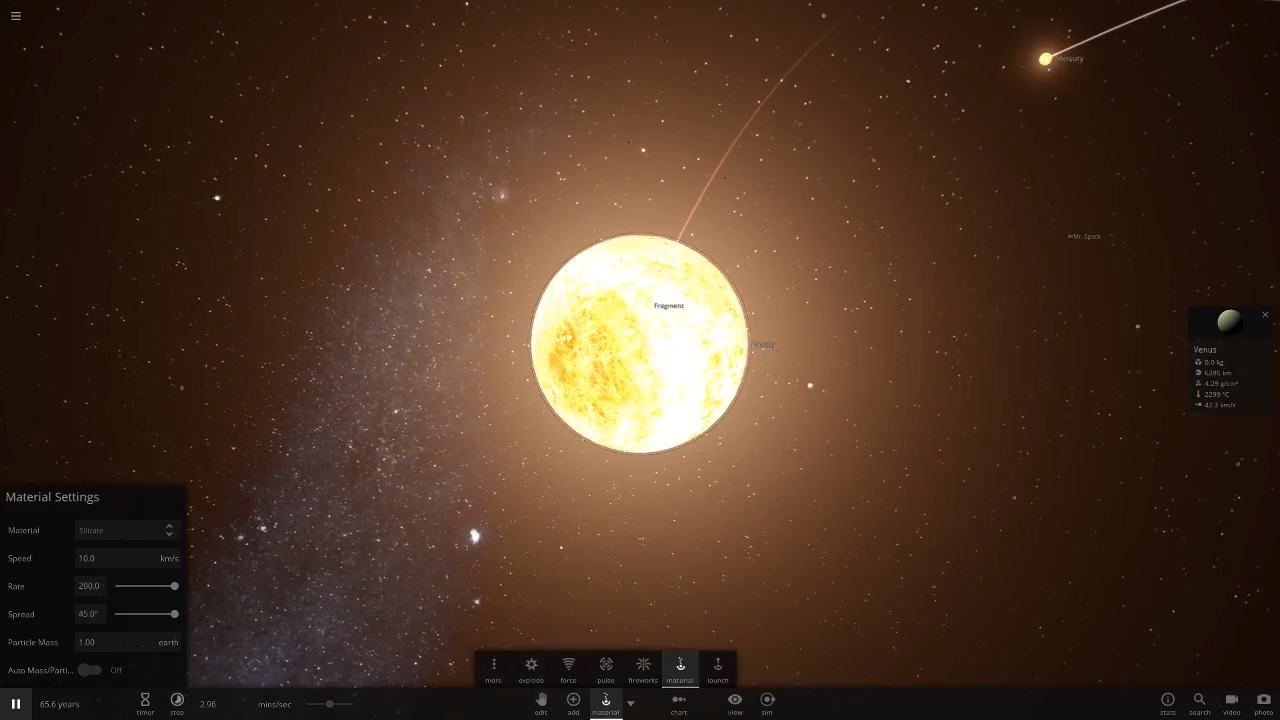 Mercury
Mr. Spock
Fragment
Venus
0.0 kg
6285 km
4.29 g/cm³
2299 °C
42.3 km/s
Material Settings
Material Silicate
Speed 10.0 km/s
Rate 200.0
Spread 45.0°
Particle Mass 1.00 earth
Auto Mass/Parti... Off
more explode force pulse fireworks material launch
65.6 years timer step 2.96 mins/sec edit add material chart view sim stats search video photo